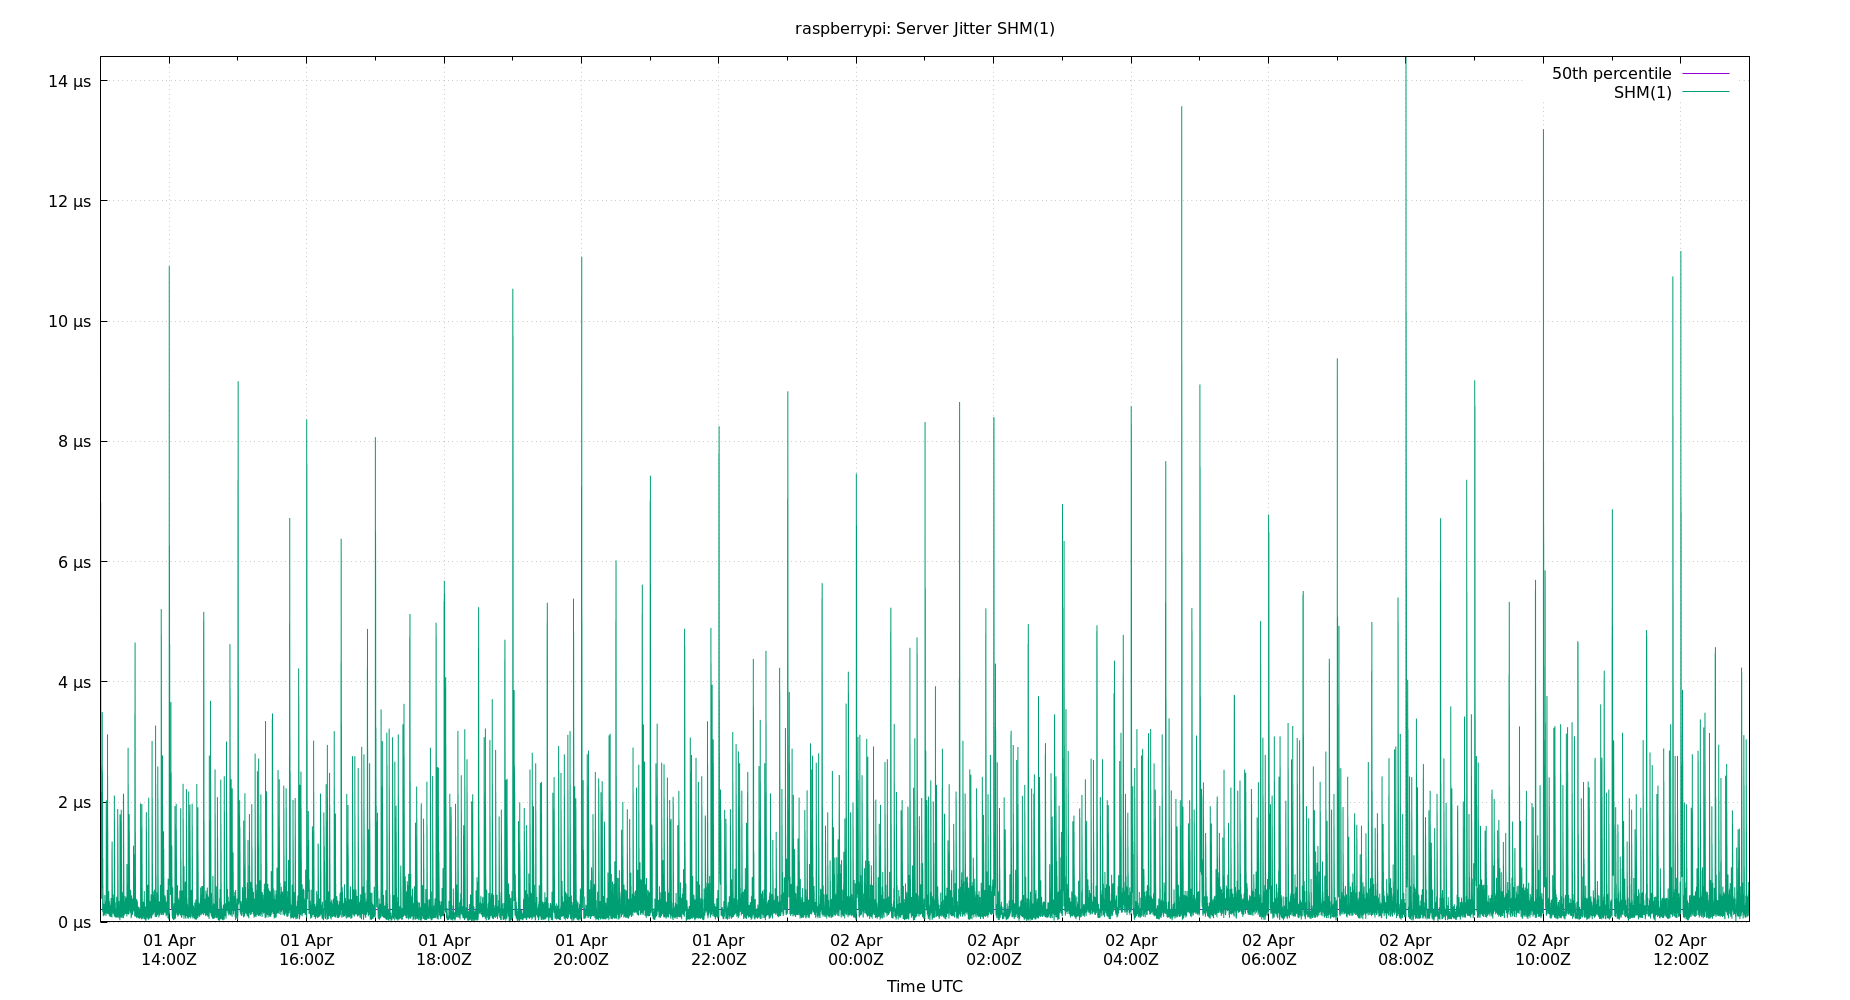 raspberrypi: Server Jitter SHM(1)
14 µs
12 µs
10 µs
8 µs
6 µs
4 µs
2 µs
0 µs
50th percentile
SHM(1)
01 Apr
14:00Z
01 Apr
16:00Z
01 Apr
18:00Z
01 Apr
20:00Z
01 Apr
22:00Z
02 Apr
00:00Z
02 Apr
02:00Z
02 Apr
04:00Z
02 Apr
06:00Z
02 Apr
08:00Z
02 Apr
10:00Z
02 Apr
12:00Z
Time UTC